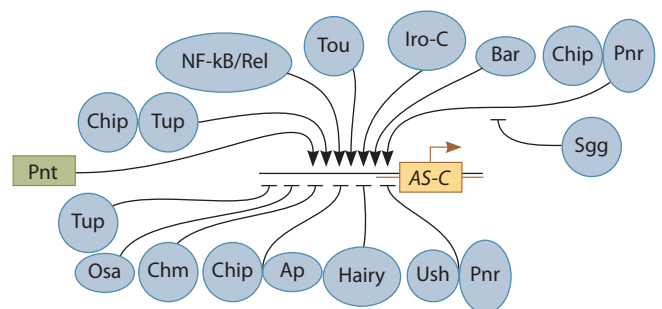 NF-kB/Rel
Tou
Iro-C
Bar
Chip
Pnr
Chip
Tup
Sgg
Pnt
AS-C
Tup
Osa
Chm
Chip
Ap
Hairy
Ush
Pnr